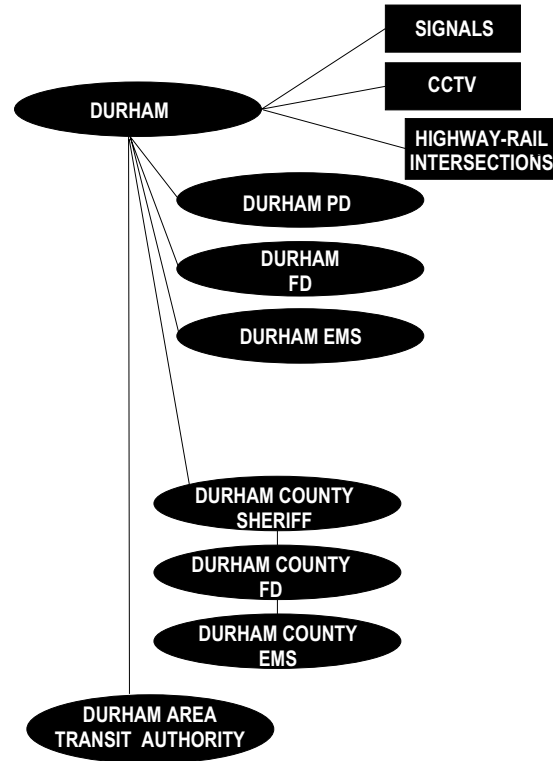 SIGNALS
CCTV
DURHAM
HIGHWAY-RAIL
INTERSECTIONS
DURHAM PD
DURHAM
FD
DURHAM EMS
DURHAM COUNTY
SHERIFF
DURHAM COUNTY
FD
DURHAM COUNTY
EMS
DURHAM AREA
TRANSIT AUTHORITY